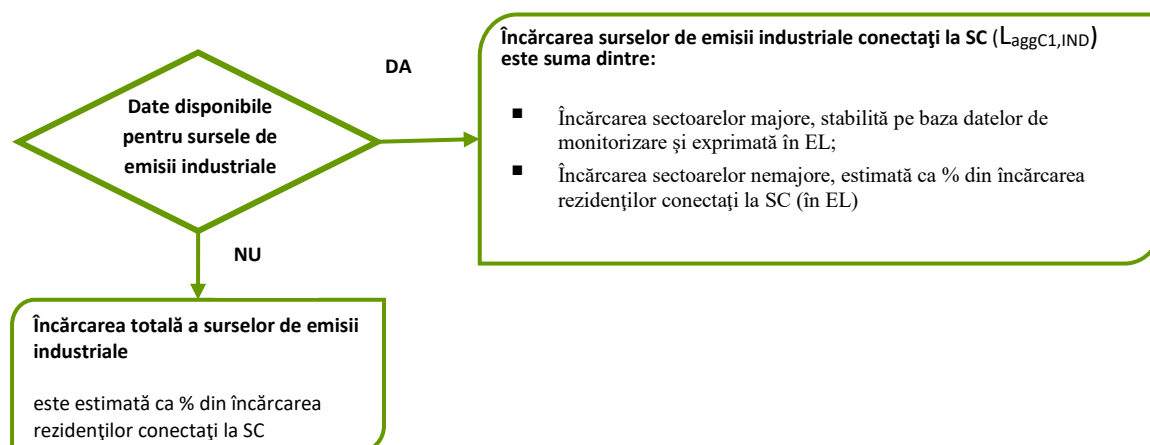 Date disponibile
pentru sursele de
emisii industriale
DA
Încărcarea surselor de emisii industriale conectați la SC (LaggC1,IND)
este suma dintre:
▪ Încărcarea sectoarelor majore, stabilită pe baza datelor de
monitorizare şi exprimată în EL;
▪ Încărcarea sectoarelor nemajore, estimată ca % din încărcarea
rezidenţilor conectaţi la SC (în EL)
NU
Încărcarea totală a surselor de emisii
industriale
este estimată ca % din încărcarea
rezidenţilor conectaţi la SC